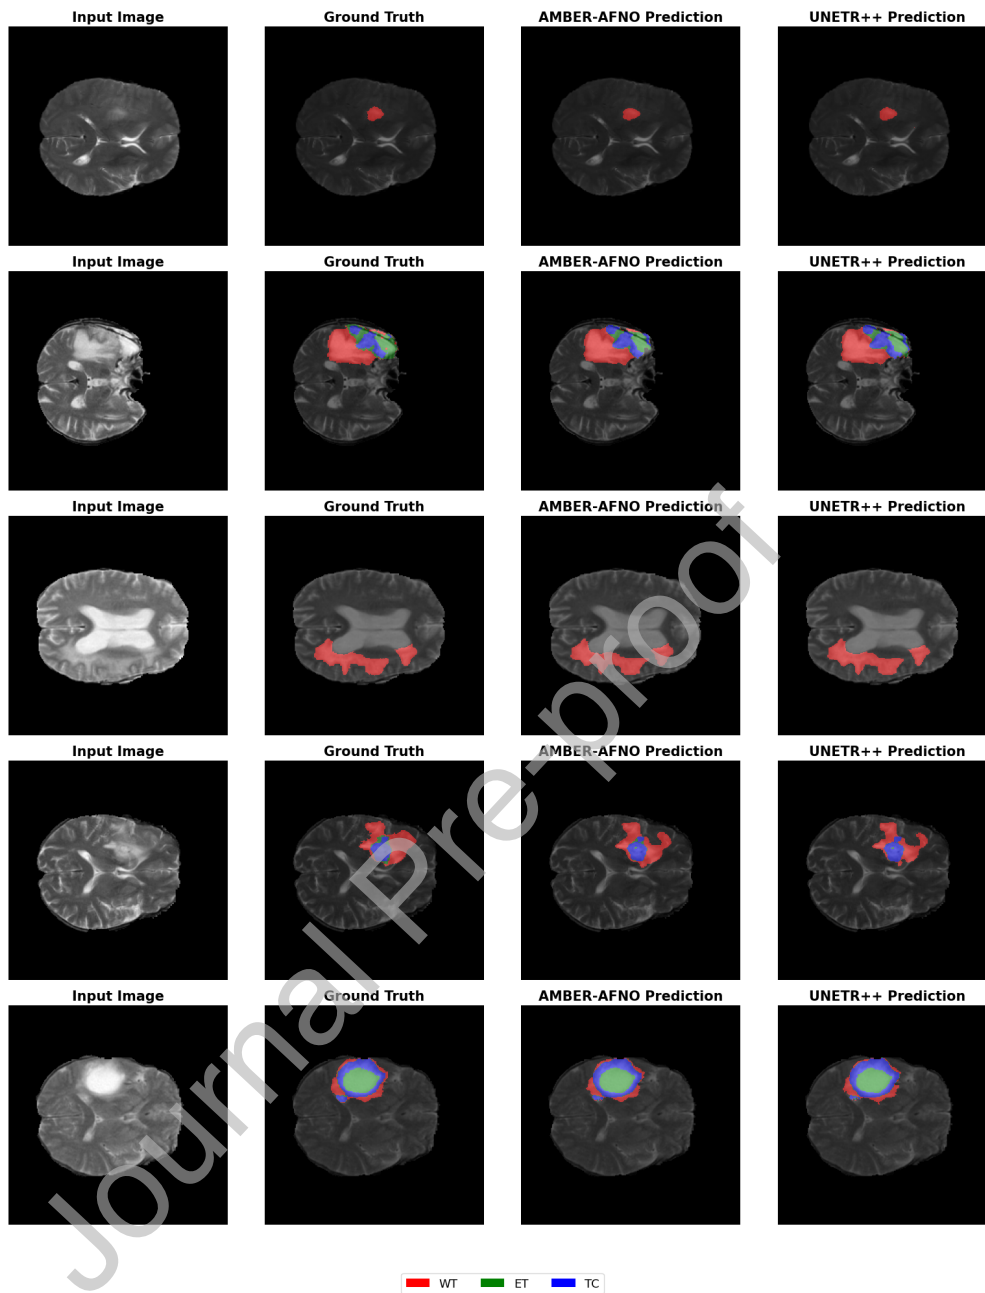 Input Image Ground Truth AMBER-AFNO Prediction UNETR++ Prediction
Input Image Ground Truth AMBER-AFNO Prediction UNETR++ Prediction
Input Image Ground Truth AMBER-AFNO Prediction UNETR++ Prediction
Input Image Ground Truth AMBER-AFNO Prediction UNETR++ Prediction
Input Image Ground Truth AMBER-AFNO Prediction UNETR++ Prediction
WT ET TC
Journal Pre-proof